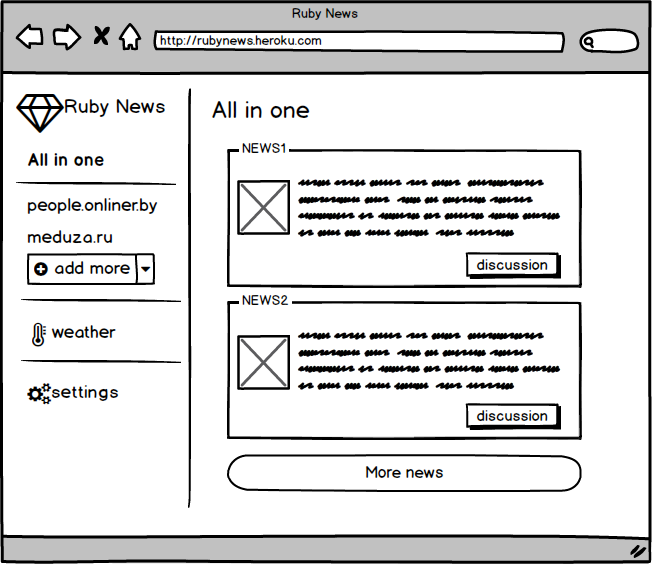 Ruby News
http://rubynews.heroku.com
Ruby News
All in one
people.onliner.by
meduza.ru
add more
weather
settings
All in one
NEWS1
discussion
NEWS2
discussion
More news